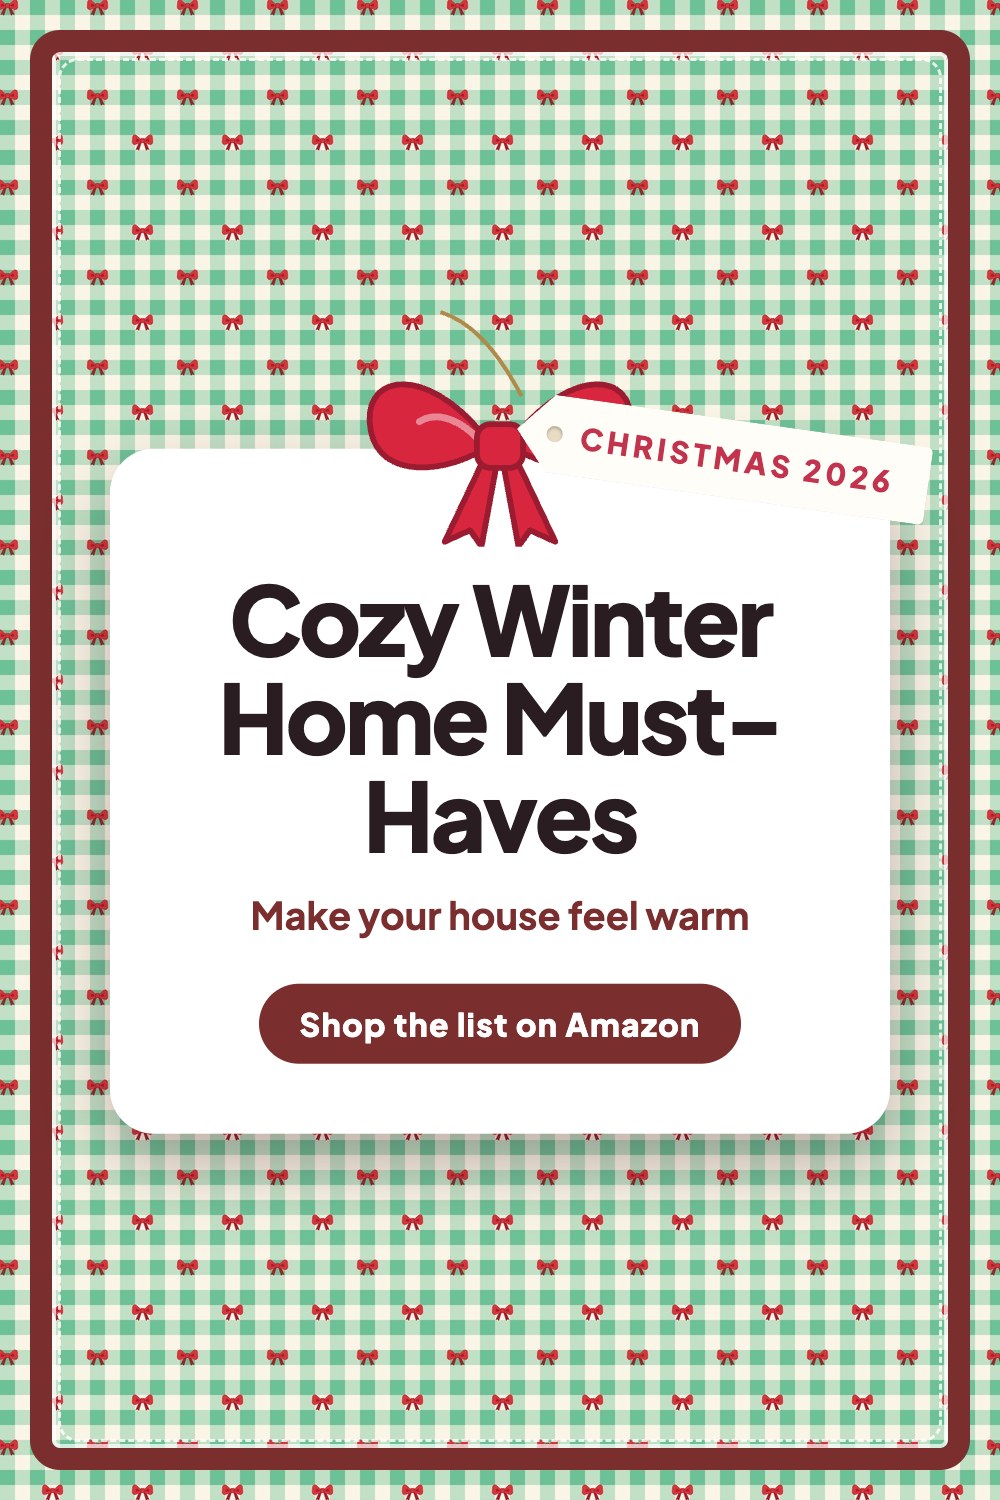 CHRISTMAS 2026
Cozy Winter
Home Must-
Haves
Make your house feel warm
Shop the list on Amazon